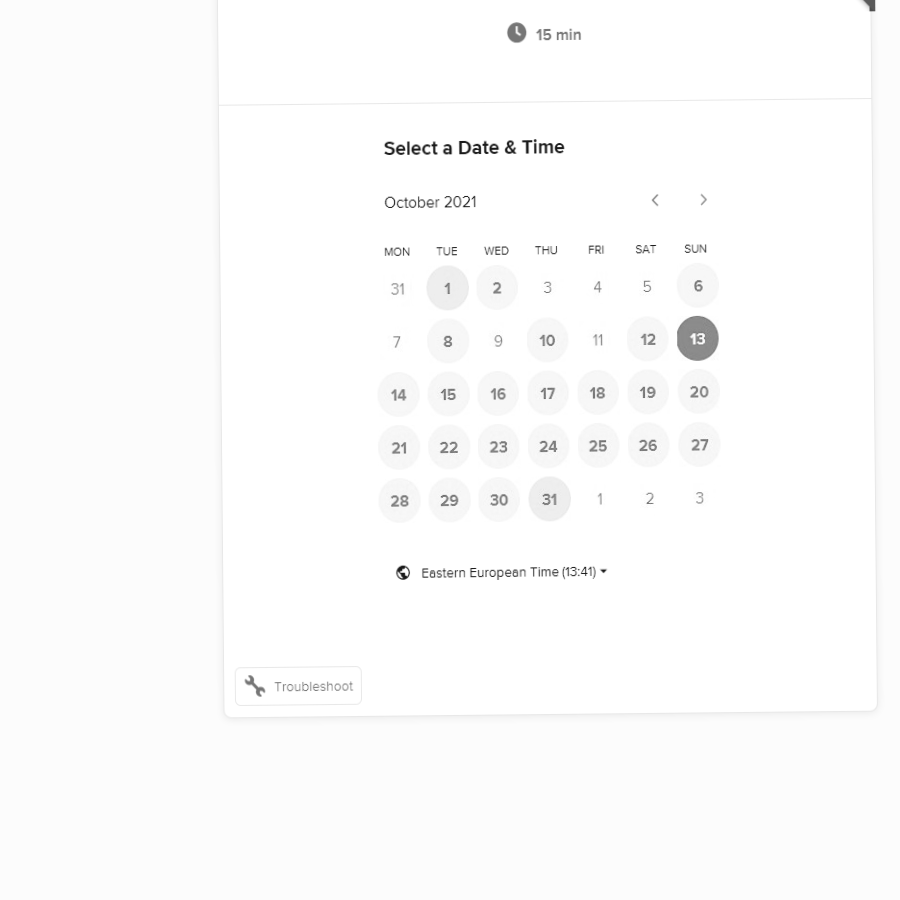 15 min
Select a Date & Time
October 2021
MON TUE WED THU FRI SAT SUN
31 1 2 3 4 5 6
7 8 9 10 11 12 13
14 15 16 17 18 19 20
21 22 23 24 25 26 27
28 29 30 31 1 2 3
Eastern European Time (13:41)
Troubleshoot